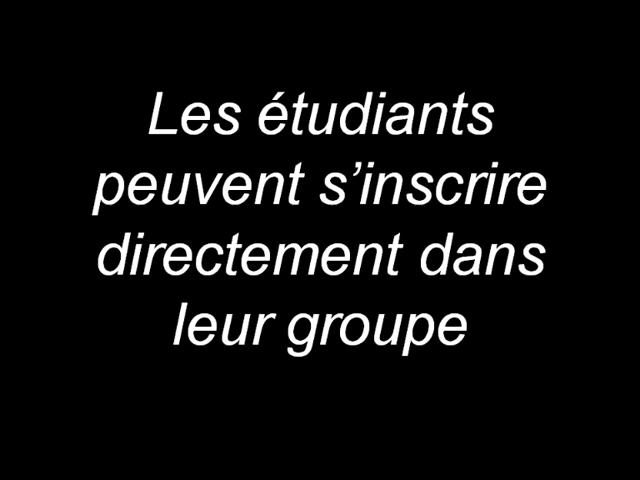 Les étudiants
peuvent s’inscrire
directement dans
leur groupe